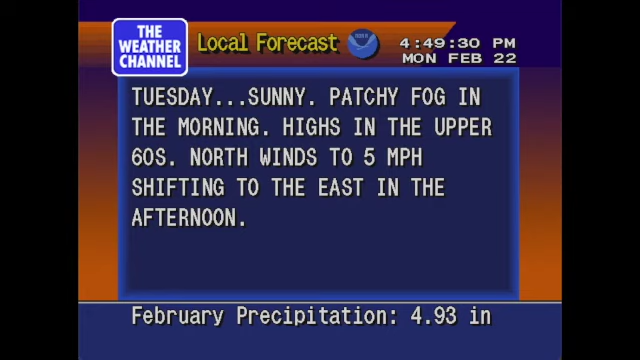 THE
WEATHER
CHANNEL
Local Forecast
4:49:30 PM
MON FEB 22
TUESDAY...SUNNY. PATCHY FOG IN
THE MORNING. HIGHS IN THE UPPER
60S. NORTH WINDS TO 5 MPH
SHIFTING TO THE EAST IN THE
AFTERNOON.
February Precipitation: 4.93 in